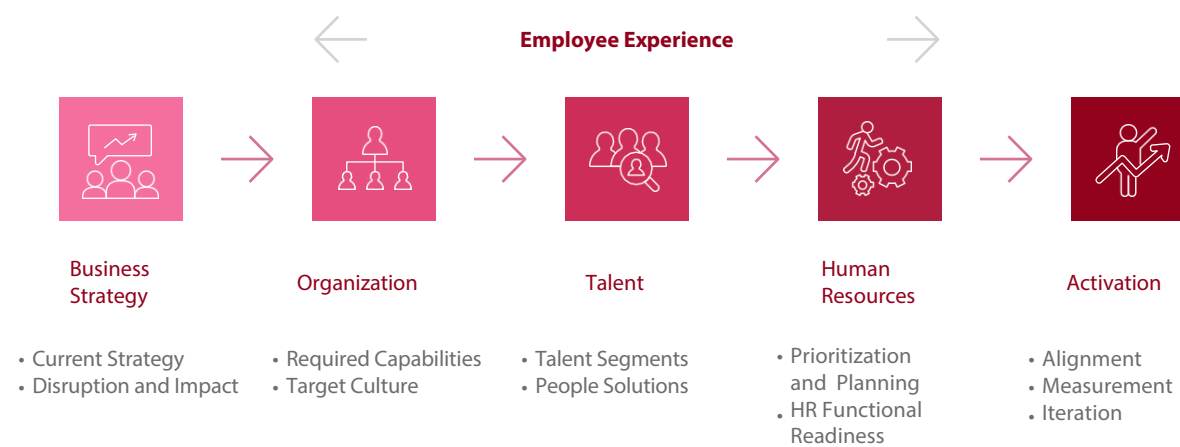 Employee Experience
Business
Strategy
Organization
Talent
Human
Resources
Activation
• Current Strategy
• Disruption and Impact
• Required Capabilities
• Target Culture
• Talent Segments
• People Solutions
• Prioritization
and Planning
• HR Functional
Readiness
• Alignment
• Measurement
• Iteration